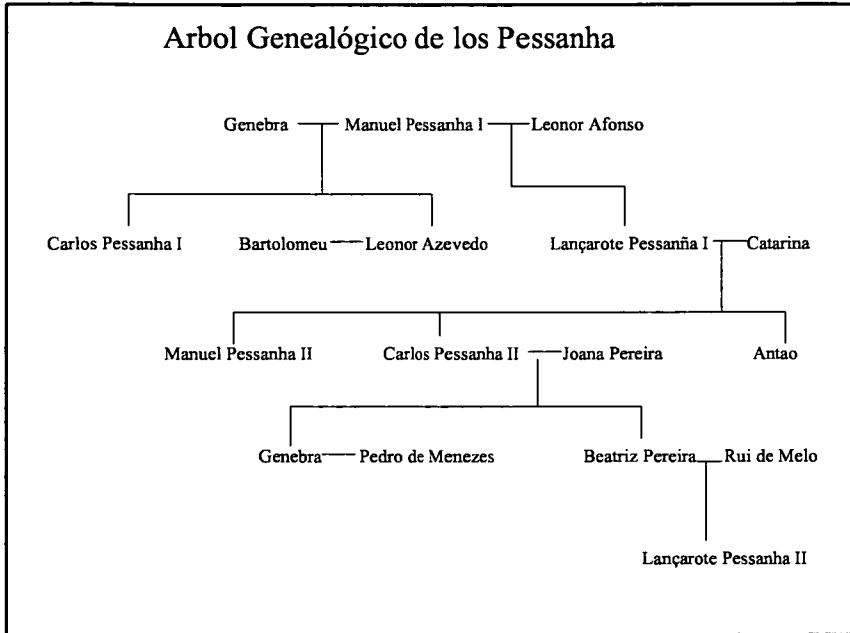 Arbol Genealógico de los Pessanha
Genebra Manuel Pessanha I Leonor Afonso
Carlos Pessanha I Bartolomeu Leonor Azevedo Lançarote Pessanña I Catarina
Manuel Pessanha II Carlos Pessanha II Joana Pereira Antao
Genebra Pedro de Menezes Beatriz Pereira Rui de Melo
Lançarote Pessanha II